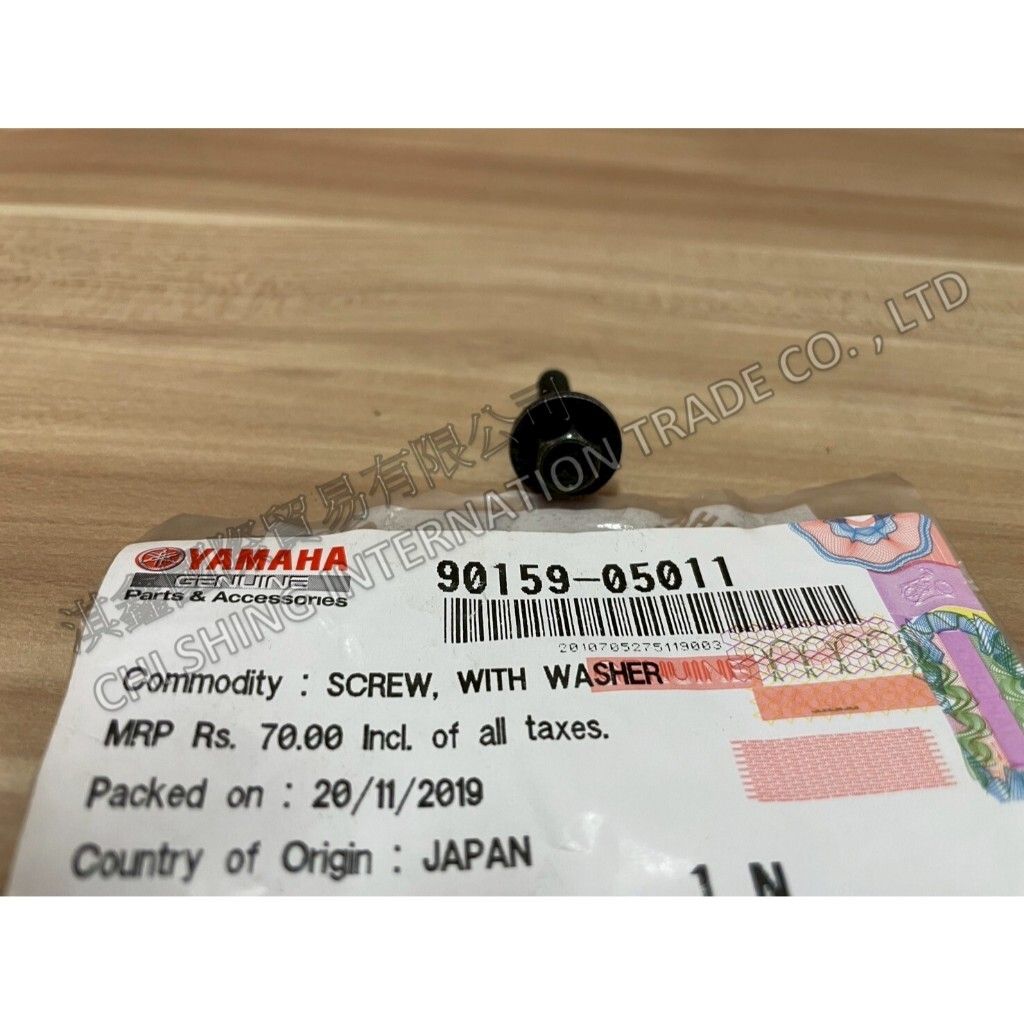 YAMAHA
GENUINE
Parts & Accessories
90159-05011
2010705275119003
Commodity : SCREW, WITH WASHER
MRP Rs. 70.00 Incl. of all taxes.
Packed on : 20/11/2019
Country of Origin : JAPAN
1 N
淇鑫國際貿易有限公司
CHI SHING INTERNATION TRADE CO. , LTD